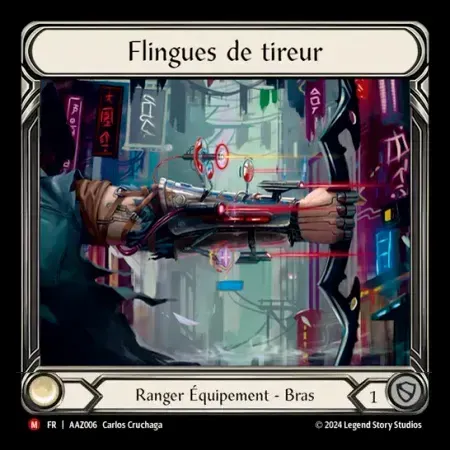 Flingues de tireur
Ranger Équipement - Bras
1
M FR | AAZ006 Carlos Cruchaga
© 2024 Legend Story Studios